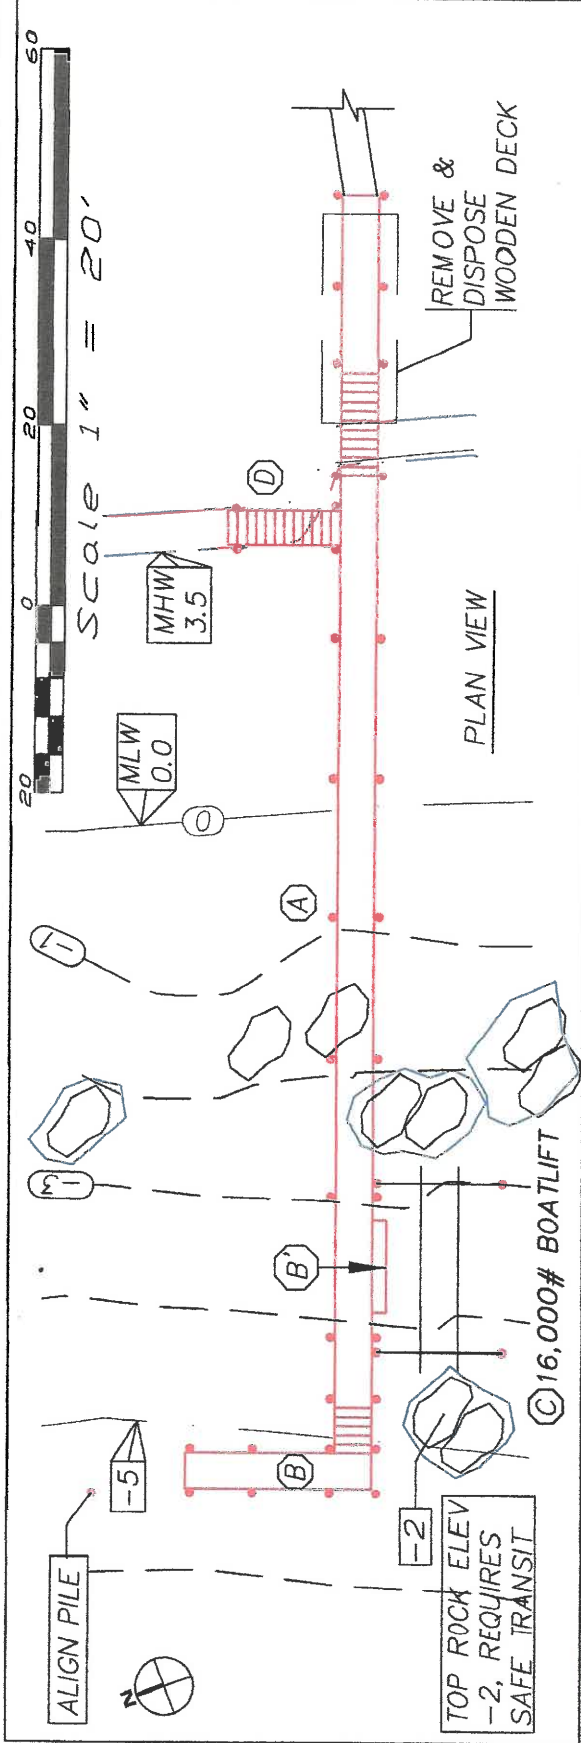 20 0 20 40 60
Scale 1" = 20'
ALIGN PILE
-5
-3
-1
0
MLW
0.0
MHW
3.5
D
A
B'
B
N
-2
TOP ROCK ELEV
-2, REQUIRES
SAFE TRANSIT
C 16,000# BOATLIFT
PLAN VIEW
REMOVE &
DISPOSE
WOODEN DECK